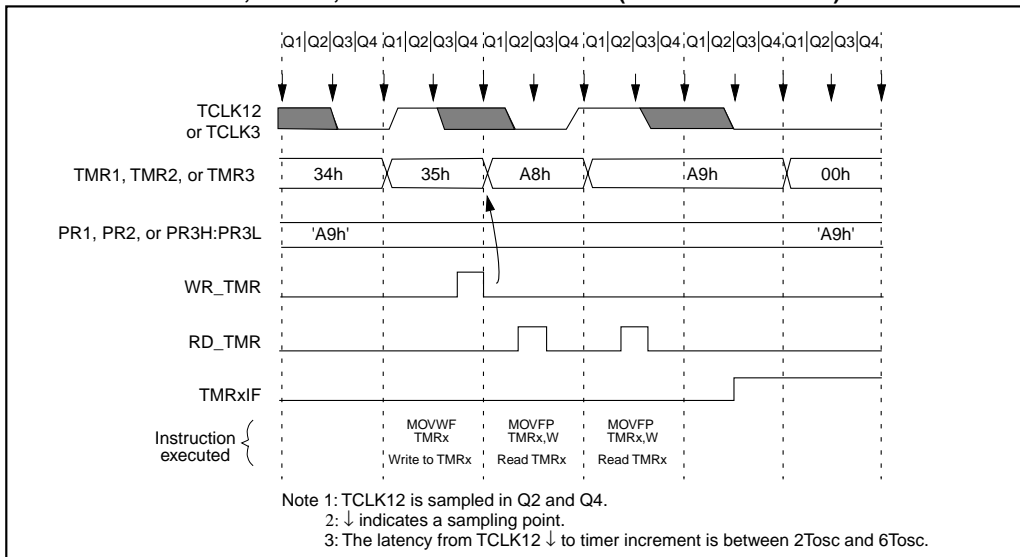 Q1 Q2 Q3 Q4 Q1 Q2 Q3 Q4 Q1 Q2 Q3 Q4 Q1 Q2 Q3 Q4 Q1 Q2 Q3 Q4 Q1 Q2 Q3 Q4
TCLK12
or TCLK3
TMR1, TMR2, or TMR3
34h 35h A8h A9h 00h
PR1, PR2, or PR3H:PR3L
'A9h' 'A9h'
WR_TMR
RD_TMR
TMRxIF
Instruction
executed
MOVWF MOVFP MOVFP
TMRx TMRx,W TMRx,W
Write to TMRx Read TMRx Read TMRx
Note 1: TCLK12 is sampled in Q2 and Q4.
2: ↓ indicates a sampling point.
3: The latency from TCLK12 ↓ to timer increment is between 2Tosc and 6Tosc.